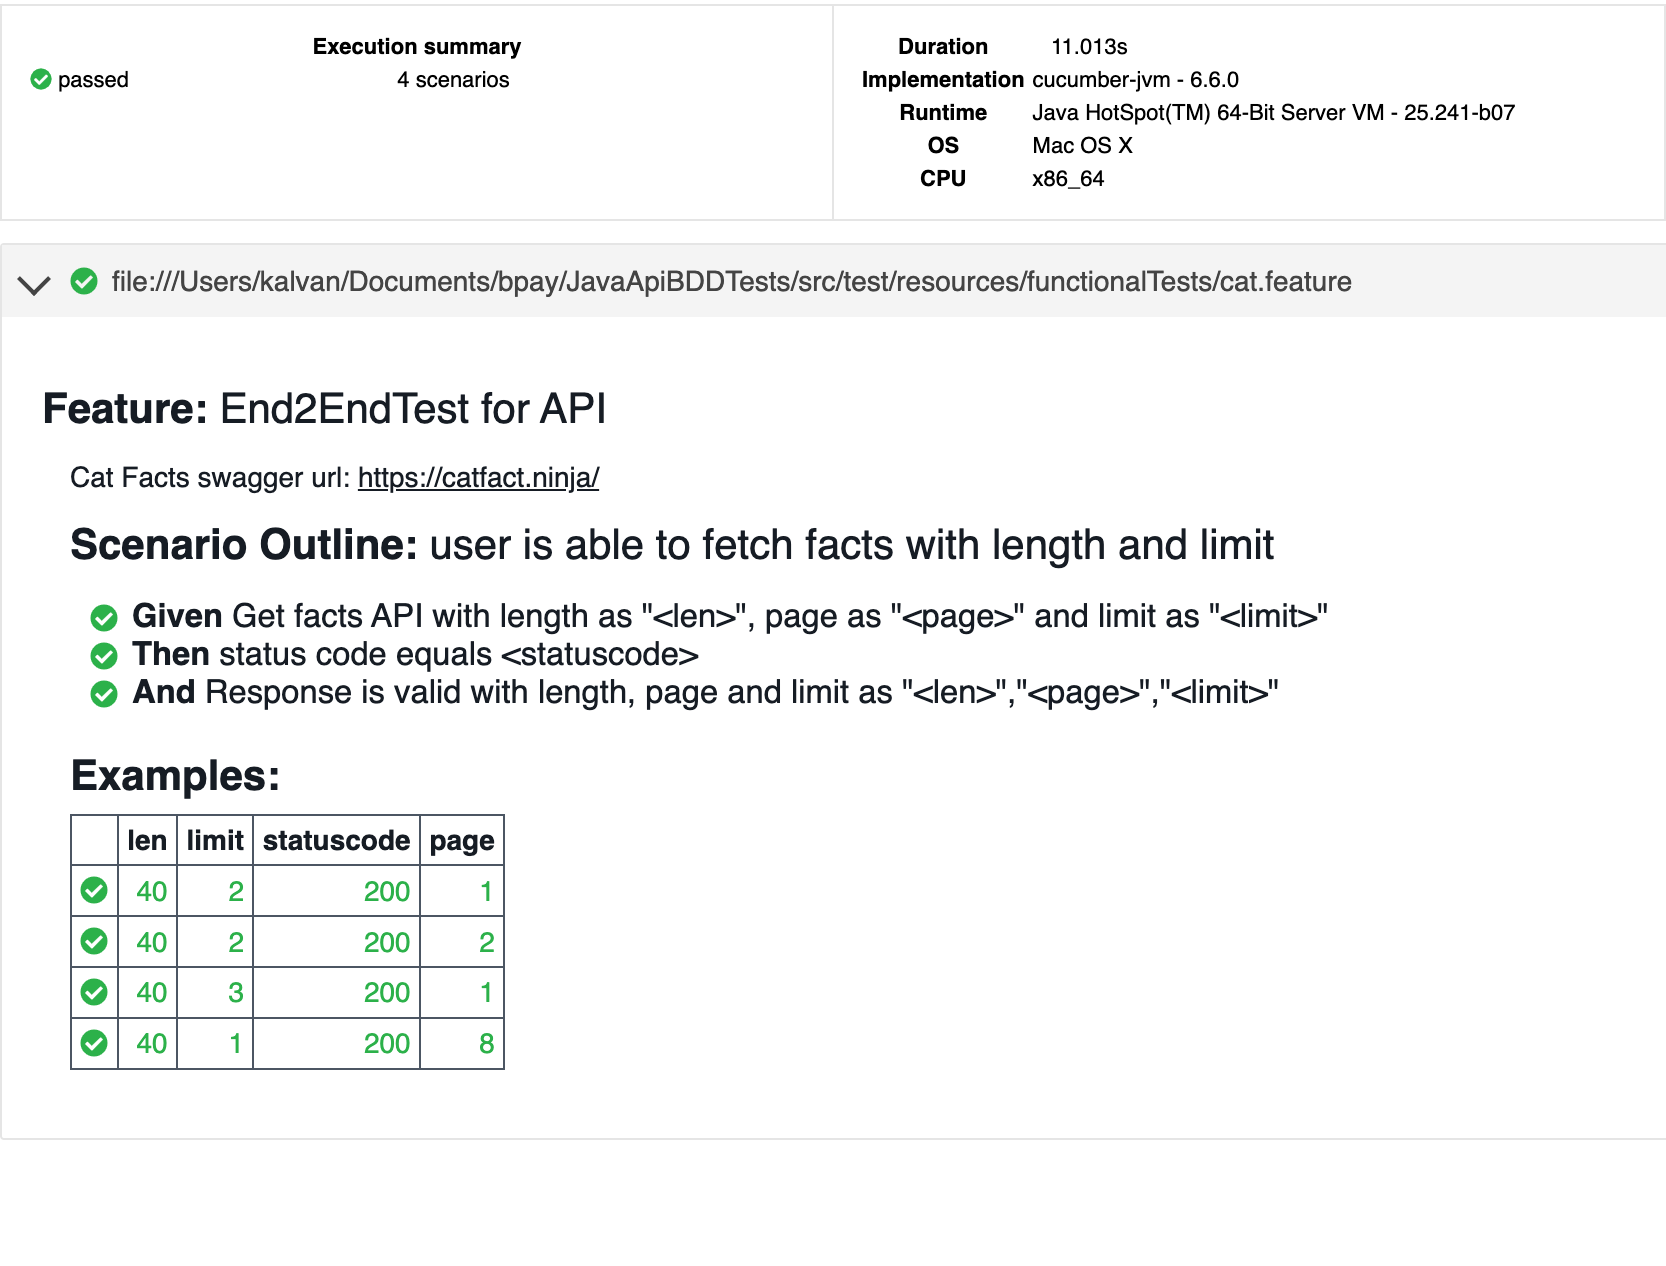 Execution summary
passed 4 scenarios
Duration 11.013s
Implementation cucumber-jvm - 6.6.0
Runtime Java HotSpot(TM) 64-Bit Server VM - 25.241-b07
OS Mac OS X
CPU x86_64
file:///Users/kalvan/Documents/bpay/JavaApiBDDTests/src/test/resources/functionalTests/cat.feature
Feature: End2EndTest for API
Cat Facts swagger url: https://catfact.ninja/
Scenario Outline: user is able to fetch facts with length and limit
Given Get facts API with length as "<len>", page as "<page>" and limit as "<limit>"
Then status code equals <statuscode>
And Response is valid with length, page and limit as "<len>","<page>","<limit>"
Examples:
len limit statuscode page
40 2 200 1
40 2 200 2
40 3 200 1
40 1 200 8